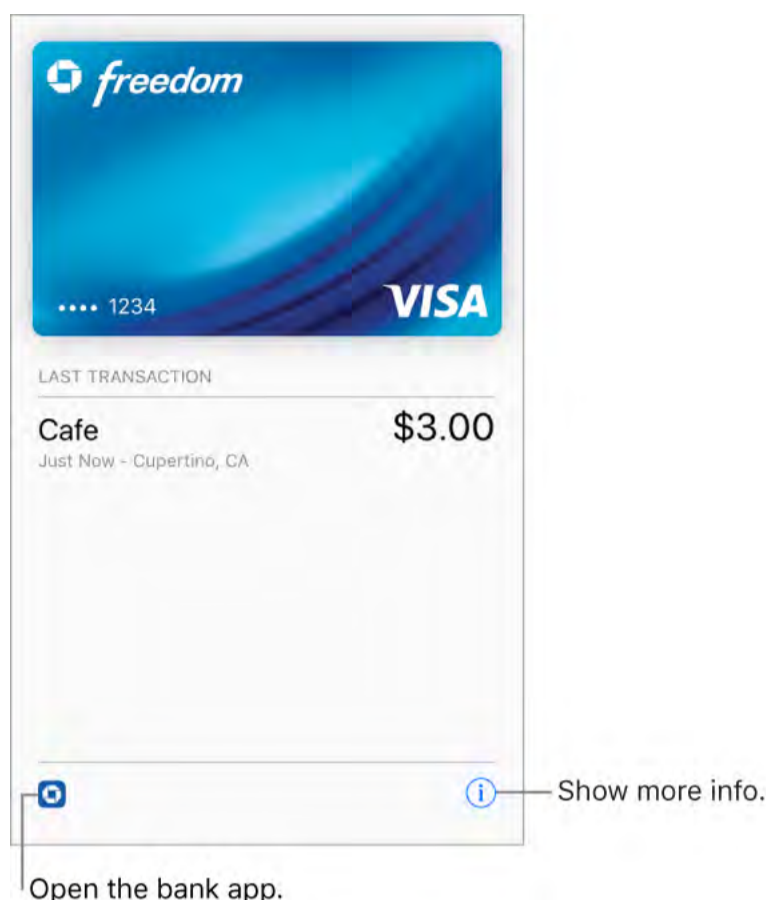 freedom
•••• 1234
VISA
LAST TRANSACTION
Cafe $3.00
Just Now - Cupertino, CA
i
Show more info.
Open the bank app.